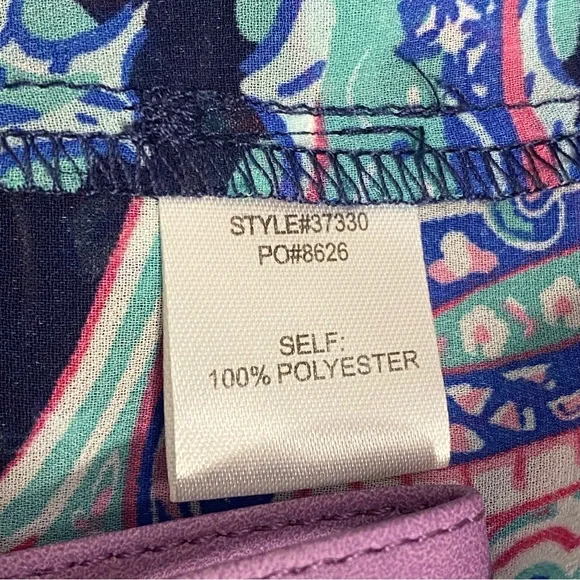 STYLE#37330
PO#8626
SELF:
100% POLYESTER